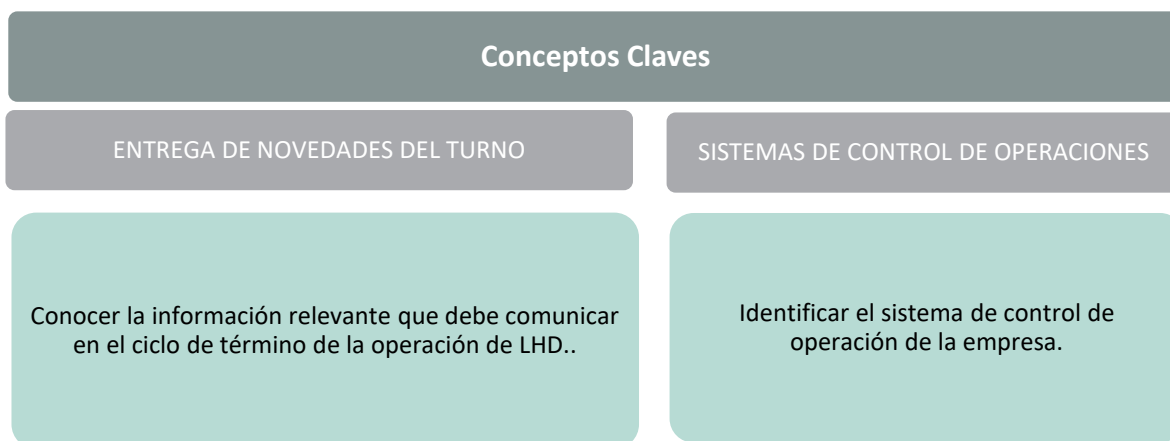 Conceptos Claves
ENTREGA DE NOVEDADES DEL TURNO
SISTEMAS DE CONTROL DE OPERACIONES
Conocer la información relevante que debe comunicar
en el ciclo de término de la operación de LHD..
Identificar el sistema de control de
operación de la empresa.